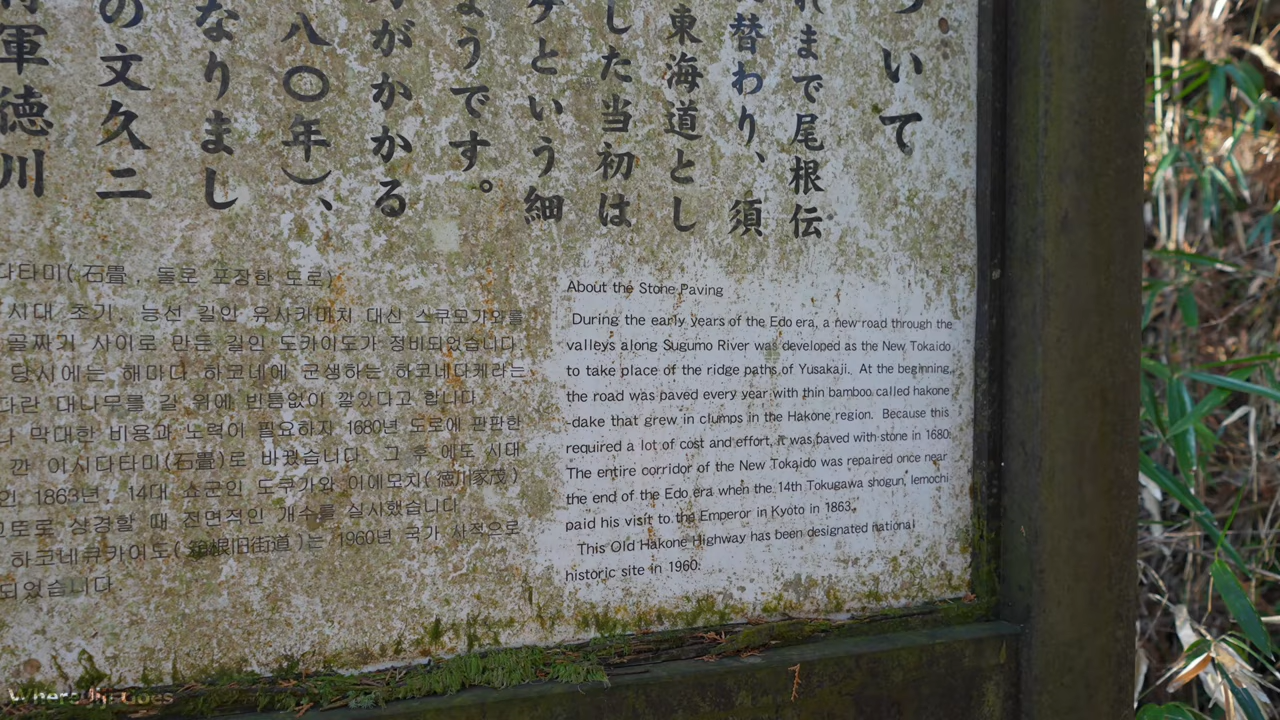 ついて
れまで尾根伝
替わり、須
東海道とし
した当初は
ケという細
ようです。
がかかる
八〇年)、
なりまし
の文久二
将軍徳川
다타미(石疊, 돌로 포장한 도로)
시대 초기, 능선 길인 유사카미치 대신 스쿠모가와를
골짜기 사이로 만든 길인 도카이도가 정비되었습니다.
당시에는 해마다 하코네에 군생하는 하코네다케라는
다란 대나무를 길 위에 빈틈없이 깔았다고 합니다.
나 막대한 비용과 노력이 필요하자 1680년 도로에 판판한
깐 이시다타미(石疊)로 바꿨습니다. 그 후 에도 시대
인 1863년, 14대 쇼군인 도쿠가와 이에모치(徳川家茂)
교토로 상경할 때 전면적인 개수를 실시했습니다.
하코네큐카이도(箱根旧街道)는 1960년 국가 사적으로
되었습니다.
About the Stone Paving
During the early years of the Edo era, a new road through the
valleys along Sugumo River was developed as the New Tokaido
to take place of the ridge paths of Yusakaji. At the beginning,
the road was paved every year with thin bamboo called hakone
-dake that grew in clumps in the Hakone region. Because this
required a lot of cost and effort, it was paved with stone in 1680.
The entire corridor of the New Tokaido was repaired once near
the end of the Edo era when the 14th Tokugawa shogun, Iemochi
paid his visit to the Emperor in Kyoto in 1863.
This Old Hakone Highway has been designated national
historic site in 1960.